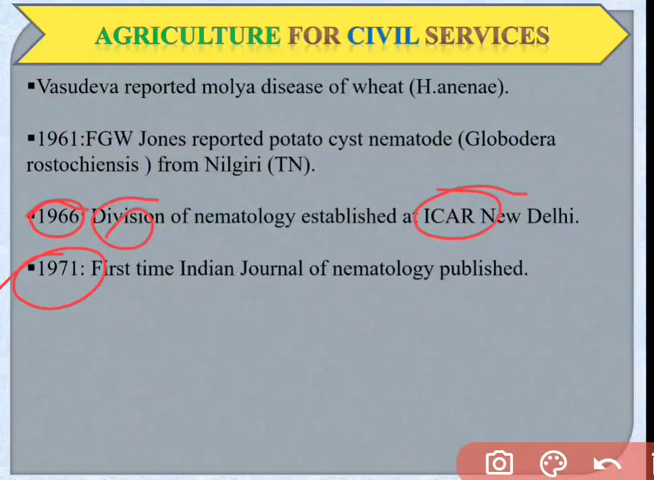 AGRICULTURE FOR CIVIL SERVICES
▪Vasudeva reported molya disease of wheat (H.anenae).
▪1961:FGW Jones reported potato cyst nematode (Globodera
rostochiensis ) from Nilgiri (TN).
▪1966: Division of nematology established at ICAR New Delhi.
▪1971: First time Indian Journal of nematology published.